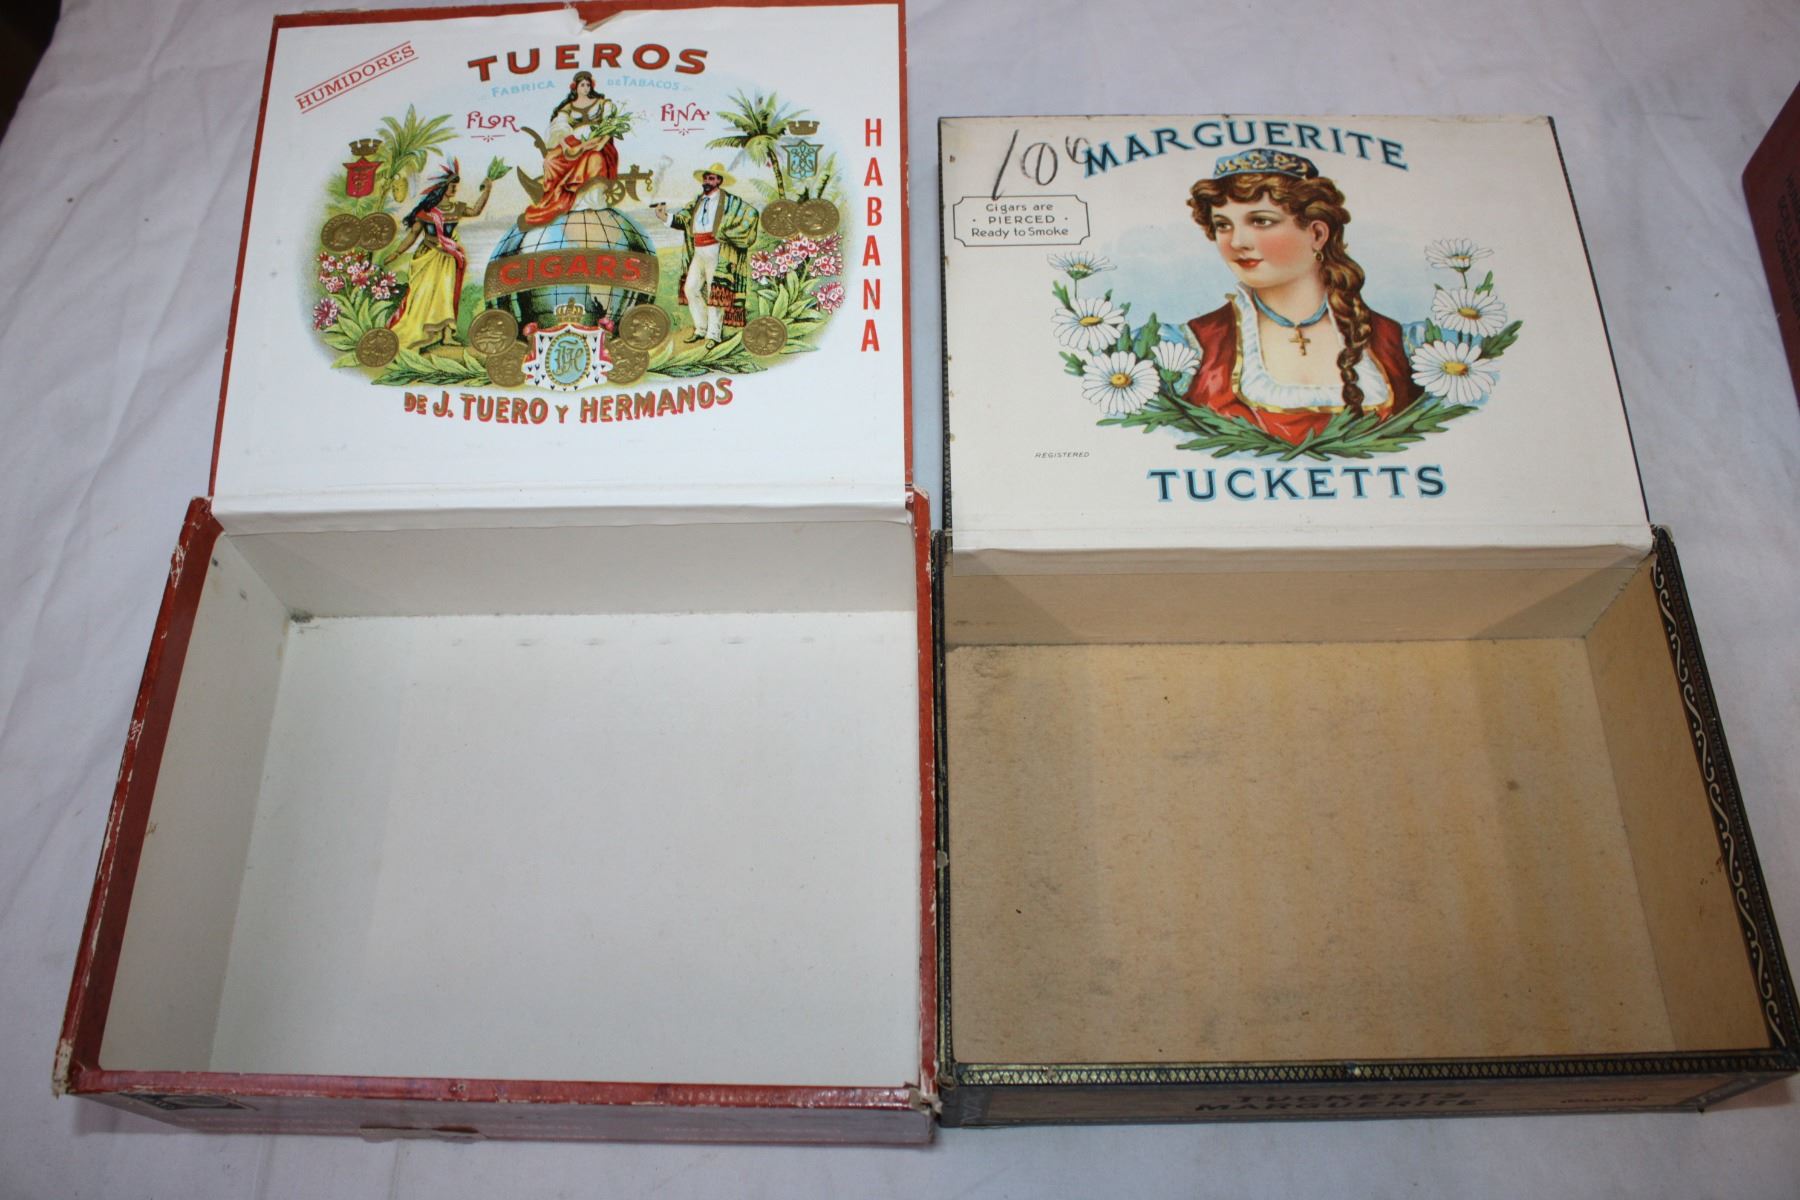 HUMIDORES
TUEROS
FABRICA DE TABACOS
FLOR FINA
HABANA
CIGARS
DE J. TUERO Y HERMANOS
100
MARGUERITE
Cigars are
· PIERCED ·
Ready to Smoke
REGISTERED
TUCKETTS
TUCKETTS
MARGUERITE